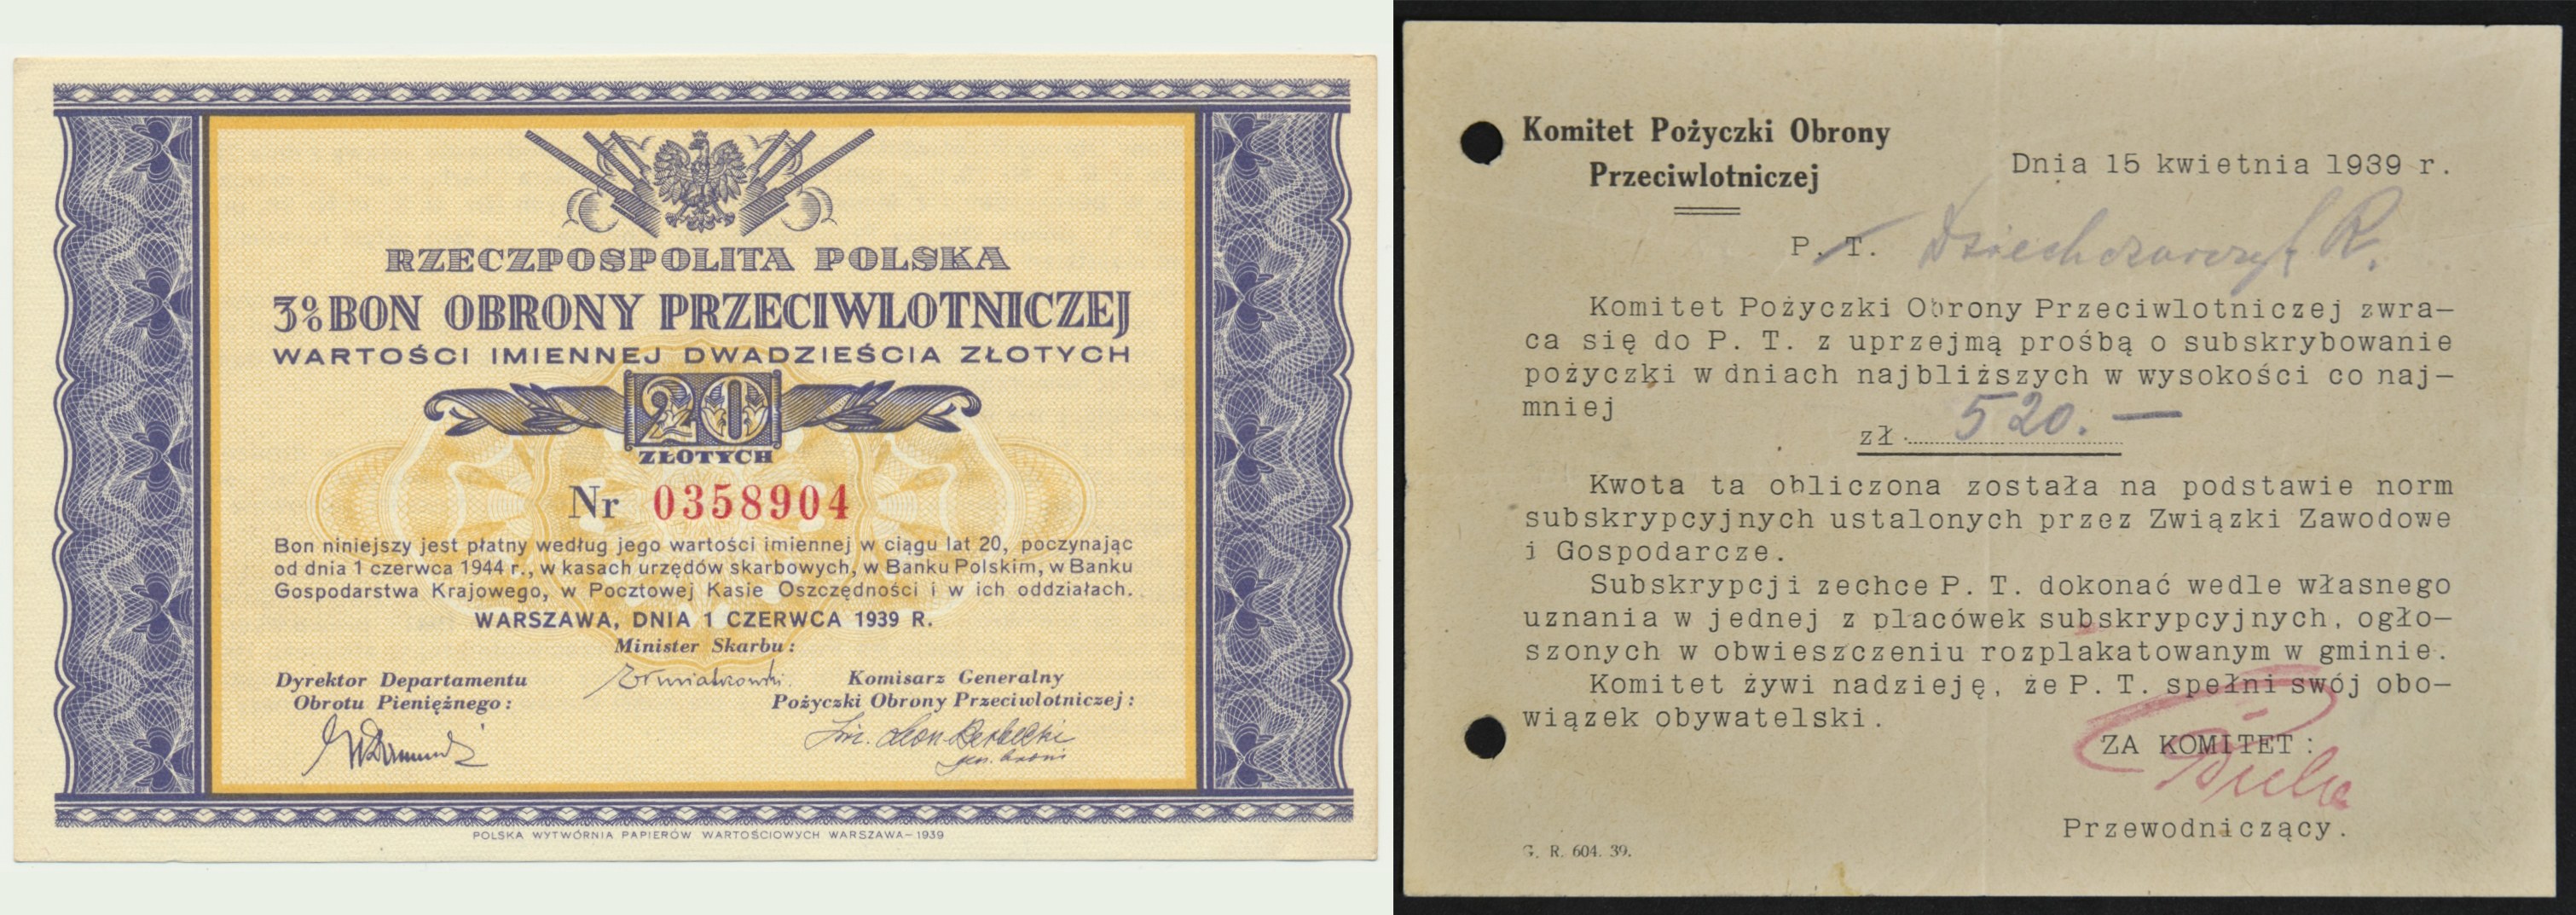 RZECZPOSPOLITA POLSKA
3% BON OBRONY PRZECIWLOTNICZEJ
WARTOŚCI IMIENNEJ DWADZIEŚCIA ZŁOTYCH
20
ZŁOTYCH
Nr 0358904
Bon niniejszy jest płatny według jego wartości imiennej w ciągu lat 20, poczynając
od dnia 1 czerwca 1944 r., w kasach urzędów skarbowych, w Banku Polskim, w Banku
Gospodarstwa Krajowego, w Pocztowej Kasie Oszczędności i w ich oddziałach.
WARSZAWA, DNIA 1 CZERWCA 1939 R.
Minister Skarbu:
Dyrektor Departamentu
Obrotu Pieniężnego:
Komisarz Generalny
Pożyczki Obrony Przeciwlotniczej:
Inż. Leon Berbecki
gen. broni
POLSKA WYTWÓRNIA PAPIERÓW WARTOŚCIOWYCH WARSZAWA-1939
Komitet Pożyczki Obrony
Przeciwlotniczej
Dnia 15 kwietnia 1939 r.
P. T. R.
Komitet Pożyczki Obrony Przeciwlotniczej zwra-
ca się do P. T. z uprzejmą prośbą o subskrybowanie
pożyczki w dniach najbliższych w wysokości co naj-
mniej
zł. 520.—
Kwota ta obliczona została na podstawie norm
subskrypcyjnych ustalonych przez Związki Zawodowe
i Gospodarcze.
Subskrypcji zechce P. T. dokonać wedle własnego
uznania w jednej z placówek subskrypcyjnych, ogło-
szonych w obwieszczeniu rozplakatowanym w gminie.
Komitet żywi nadzieję, że P. T. spełni swój obo-
wiązek obywatelski.
ZA KOMITET:
Przewodniczący.
G. R. 604. 39.